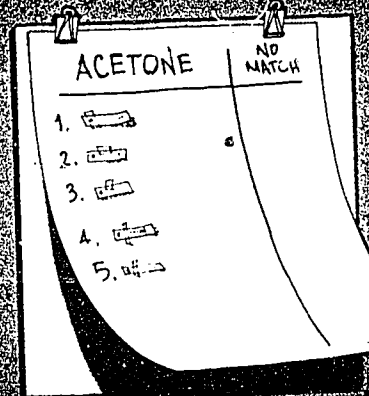 ACETONE
NO
MATCH
1.
2.
3.
4.
5.